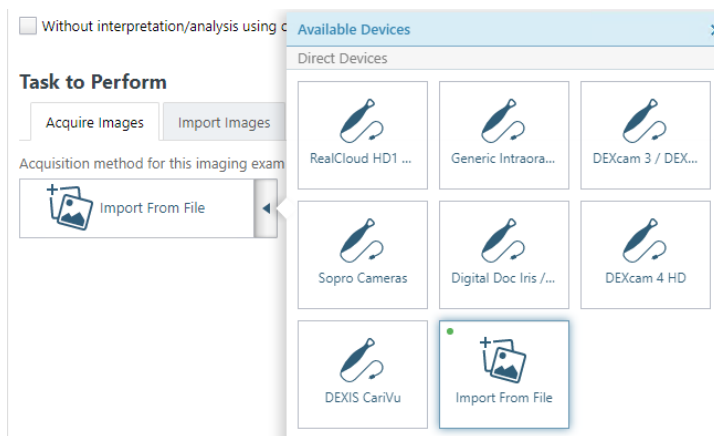 Without interpretation/analysis using
Available Devices
Direct Devices
Task to Perform
Acquire Images
Import Images
Acquisition method for this imaging exam
Import From File
RealCloud HD1 ...
Generic Intraora...
DEXcam 3 / DEX...
Sopro Cameras
Digital Doc Iris /...
DEXcam 4 HD
DEXIS CariVu
Import From File